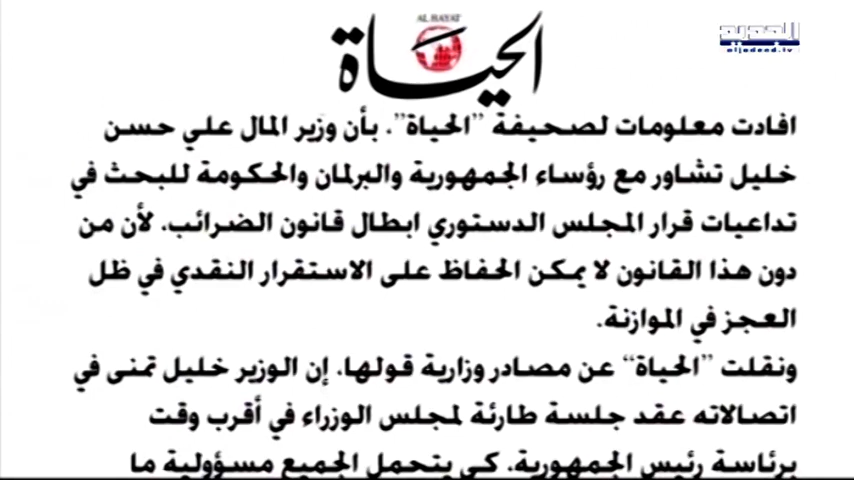 AL HAYAT
الحياة
الجديد
aljadeed.tv
افادت معلومات لصحيفة "الحياة"، بأن وزير المال علي حسن
خليل تشاور مع رؤساء الجمهورية والبرلمان والحكومة للبحث في
تداعيات قرار المجلس الدستوري ابطال قانون الضرائب، لأن من
دون هذا القانون لا يمكن الحفاظ على الاستقرار النقدي في ظل
العجز في الموازنة.
ونقلت "الحياة" عن مصادر وزارية قولها، إن الوزير خليل تمنى في
اتصالاته عقد جلسة طارئة لمجلس الوزراء في أقرب وقت
برئاسة رئيس الجمهورية، كي يتحمل الجميع مسؤولية ما